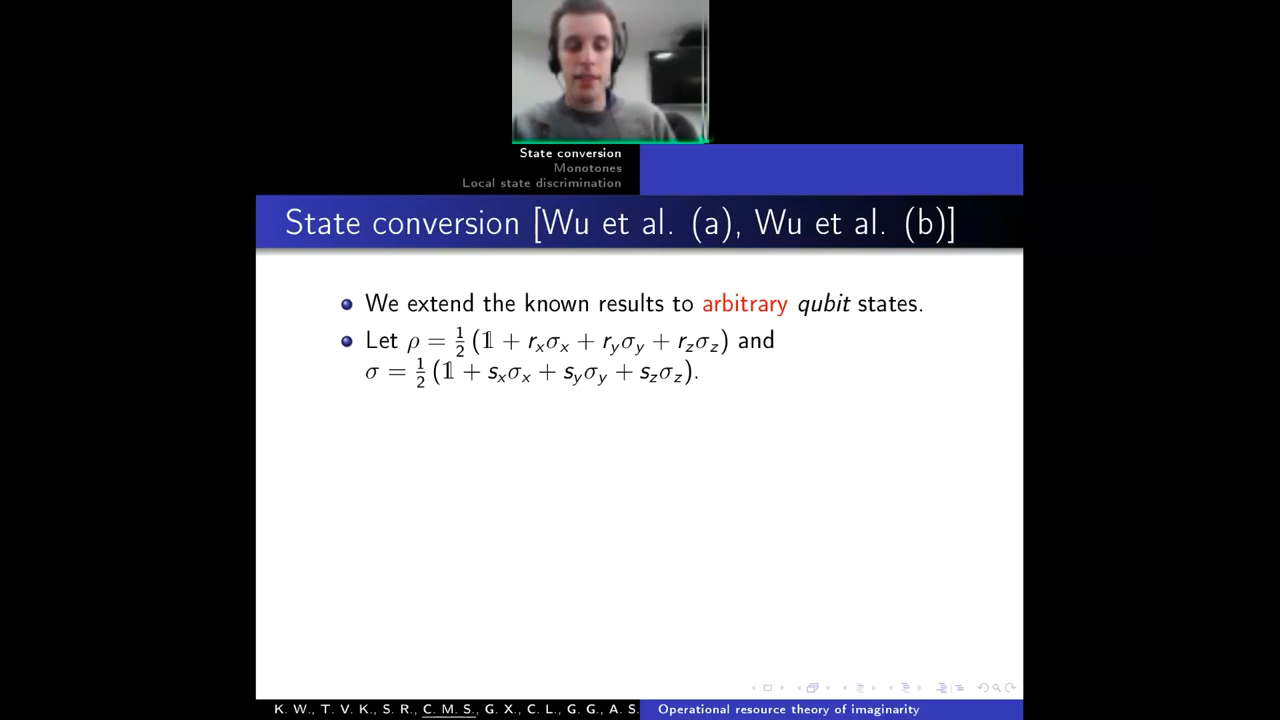 State conversion
Monotones
Local state discrimination
State conversion [Wu et al. (a), Wu et al. (b)]
We extend the known results to arbitrary qubit states.
Let ρ = 1/2 (𝟙 + r_xσ_x + r_yσ_y + r_zσ_z) and
σ = 1/2 (𝟙 + s_xσ_x + s_yσ_y + s_zσ_z).
K. W., T. V. K., S. R., C. M. S., G. X., C. L., G. G., A. S.
Operational resource theory of imaginarity